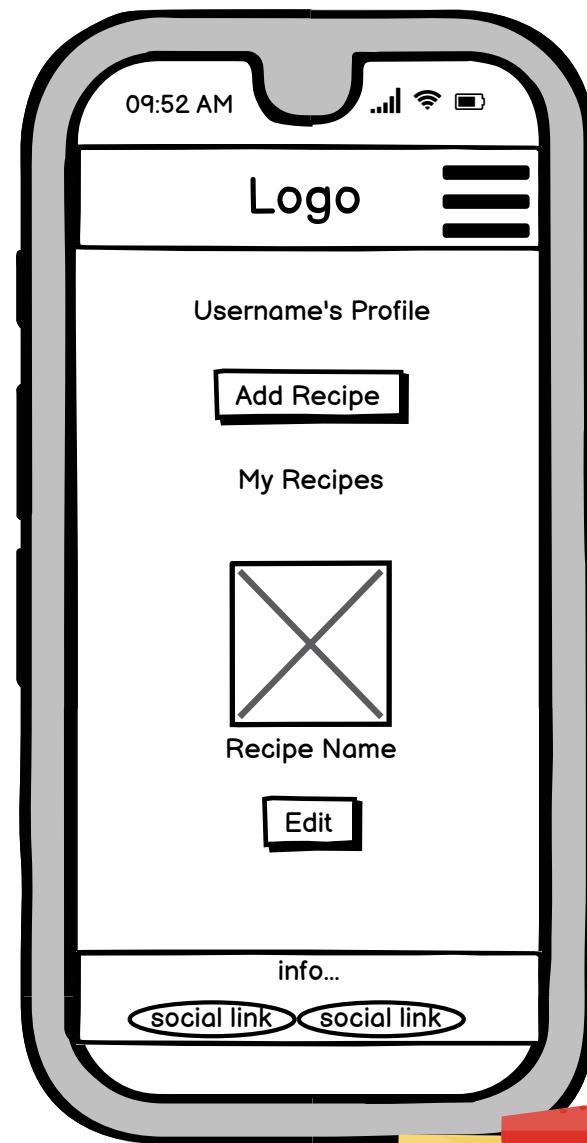 09:52 AM
Logo
Username's Profile
Add Recipe
My Recipes
Recipe Name
Edit
info...
social link social link